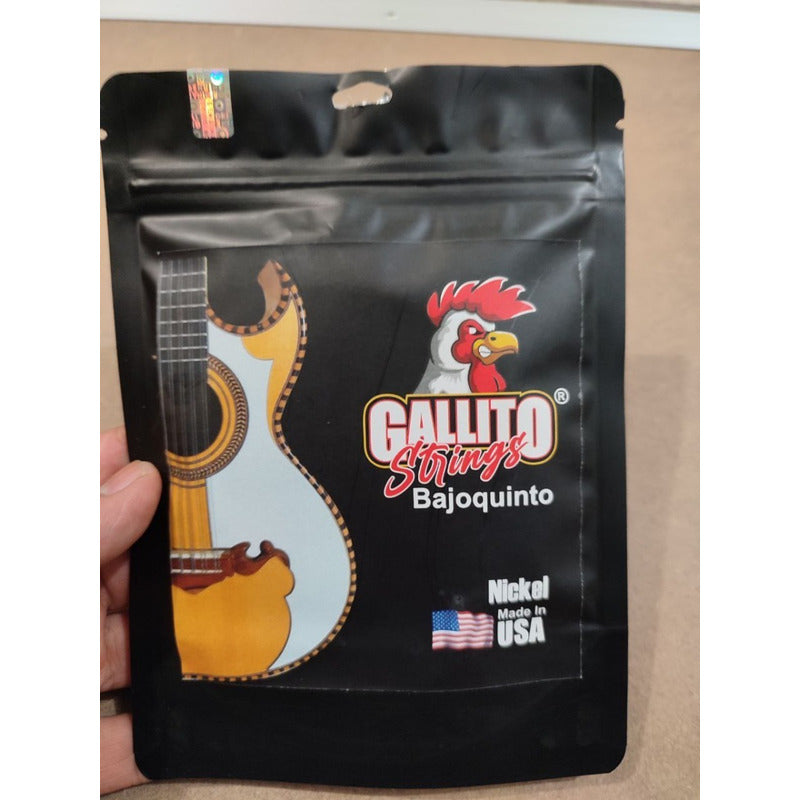 GALLITO®
Strings
Bajoquinto
Nickel
Made In
USA